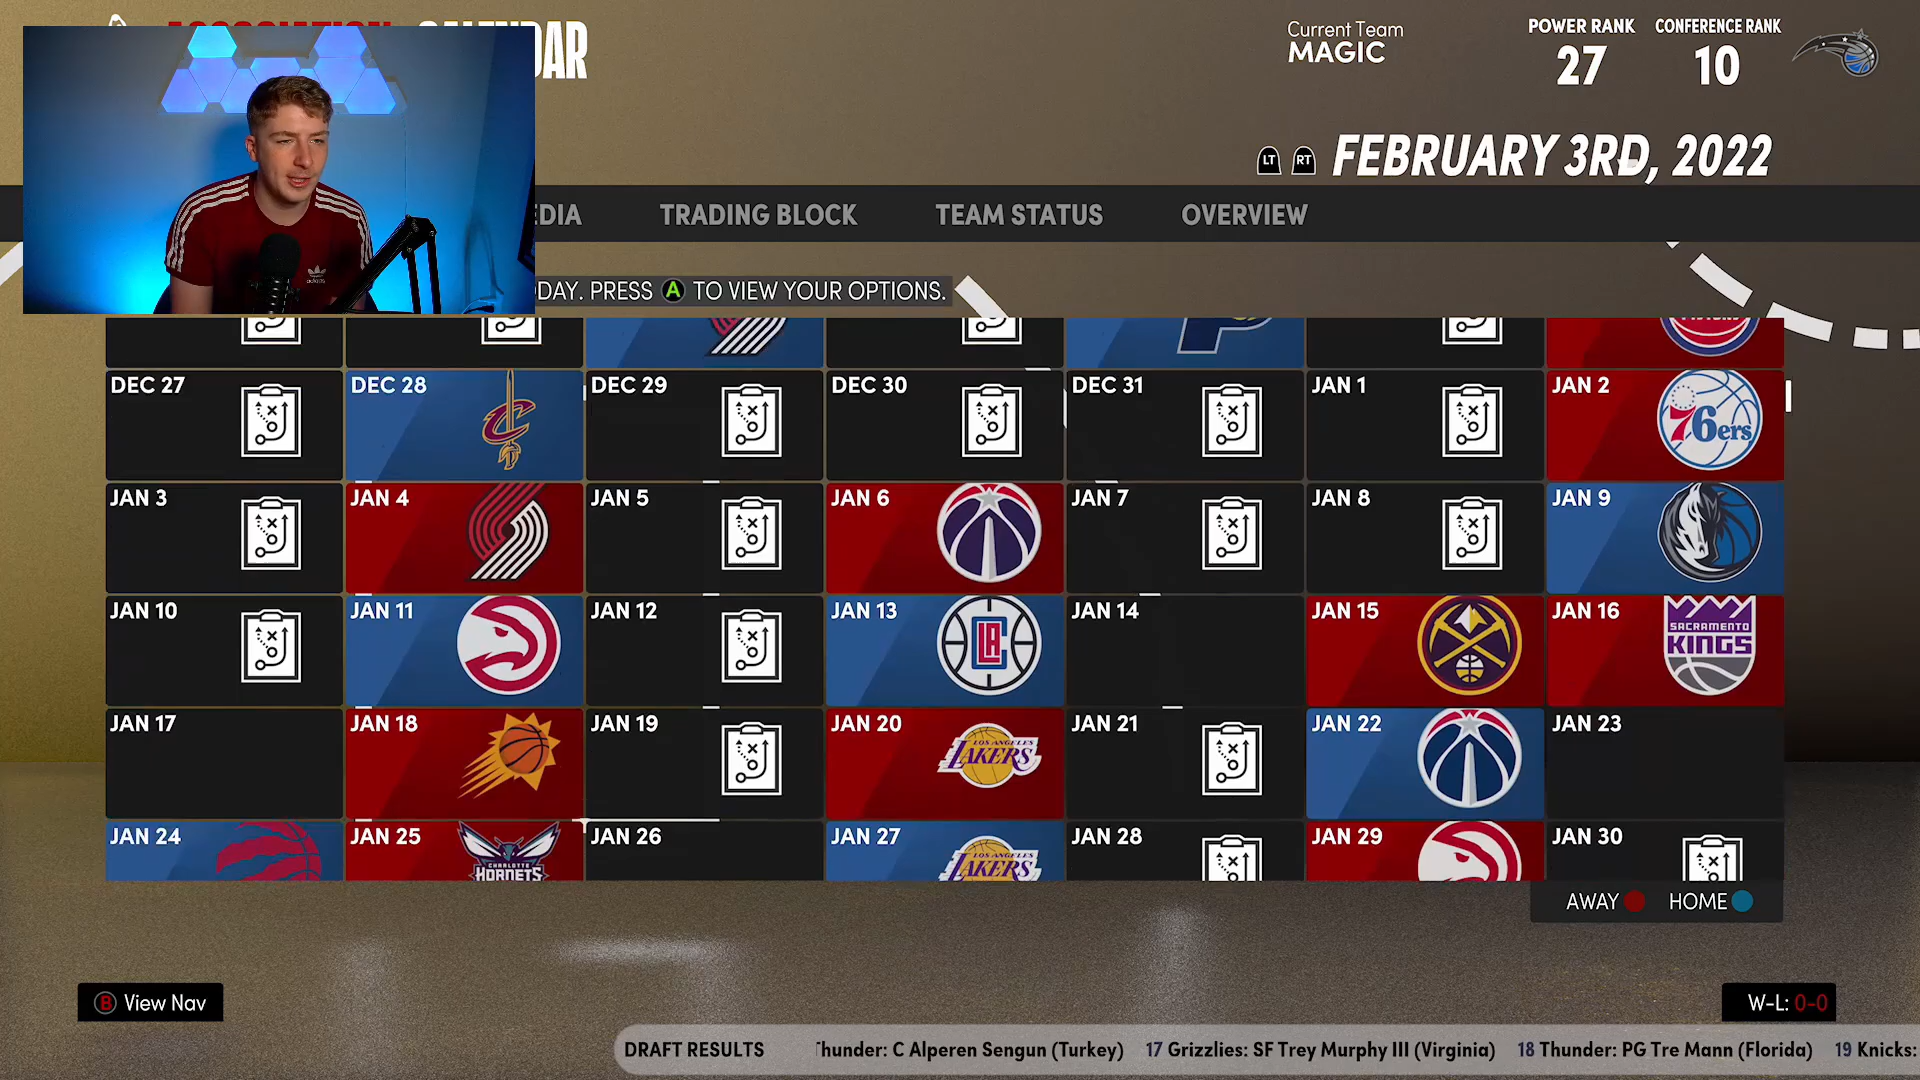 Current Team
MAGIC
POWER RANK
27
CONFERENCE RANK
10
LT RT FEBRUARY 3RD, 2022
TRADING BLOCK
TEAM STATUS
OVERVIEW
PRESS A TO VIEW YOUR OPTIONS.
DEC 27
DEC 28
DEC 29
DEC 30
DEC 31
JAN 1
JAN 2
76ers
JAN 3
JAN 4
JAN 5
JAN 6
JAN 7
JAN 8
JAN 9
JAN 10
JAN 11
JAN 12
JAN 13
LA
JAN 14
JAN 15
JAN 16
SACRAMENTO
KINGS
JAN 17
JAN 18
JAN 19
JAN 20
LOS ANGELES
LAKERS
JAN 21
JAN 22
JAN 23
JAN 24
JAN 25
CHARLOTTE
HORNETS
JAN 26
JAN 27
LOS ANGELES
LAKERS
JAN 28
JAN 29
JAN 30
AWAY HOME
B View Nav
W-L: 0-0
DRAFT RESULTS Thunder: C Alperen Sengun (Turkey) 17 Grizzlies: SF Trey Murphy III (Virginia) 18 Thunder: PG Tre Mann (Florida) 19 Knicks: